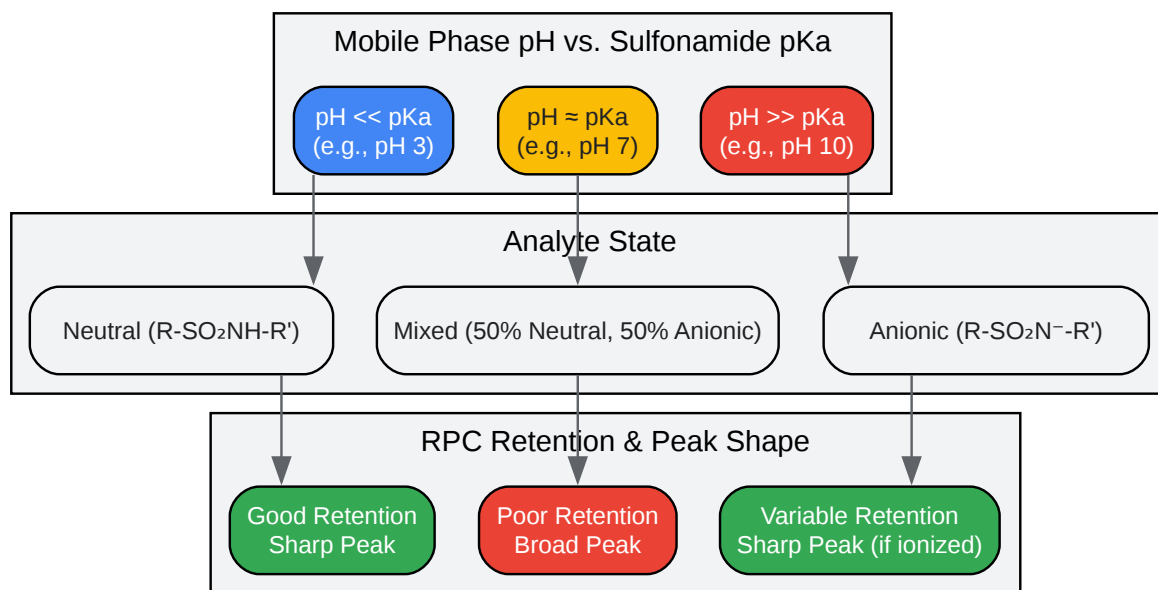 Mobile Phase pH vs. Sulfonamide pKa
pH << pKa
(e.g., pH 3)
pH ≈ pKa
(e.g., pH 7)
pH >> pKa
(e.g., pH 10)
Analyte State
Neutral (R-SO₂NH-R')
Mixed (50% Neutral, 50% Anionic)
Anionic (R-SO₂N⁻-R')
RPC Retention & Peak Shape
Good Retention
Sharp Peak
Poor Retention
Broad Peak
Variable Retention
Sharp Peak (if ionized)